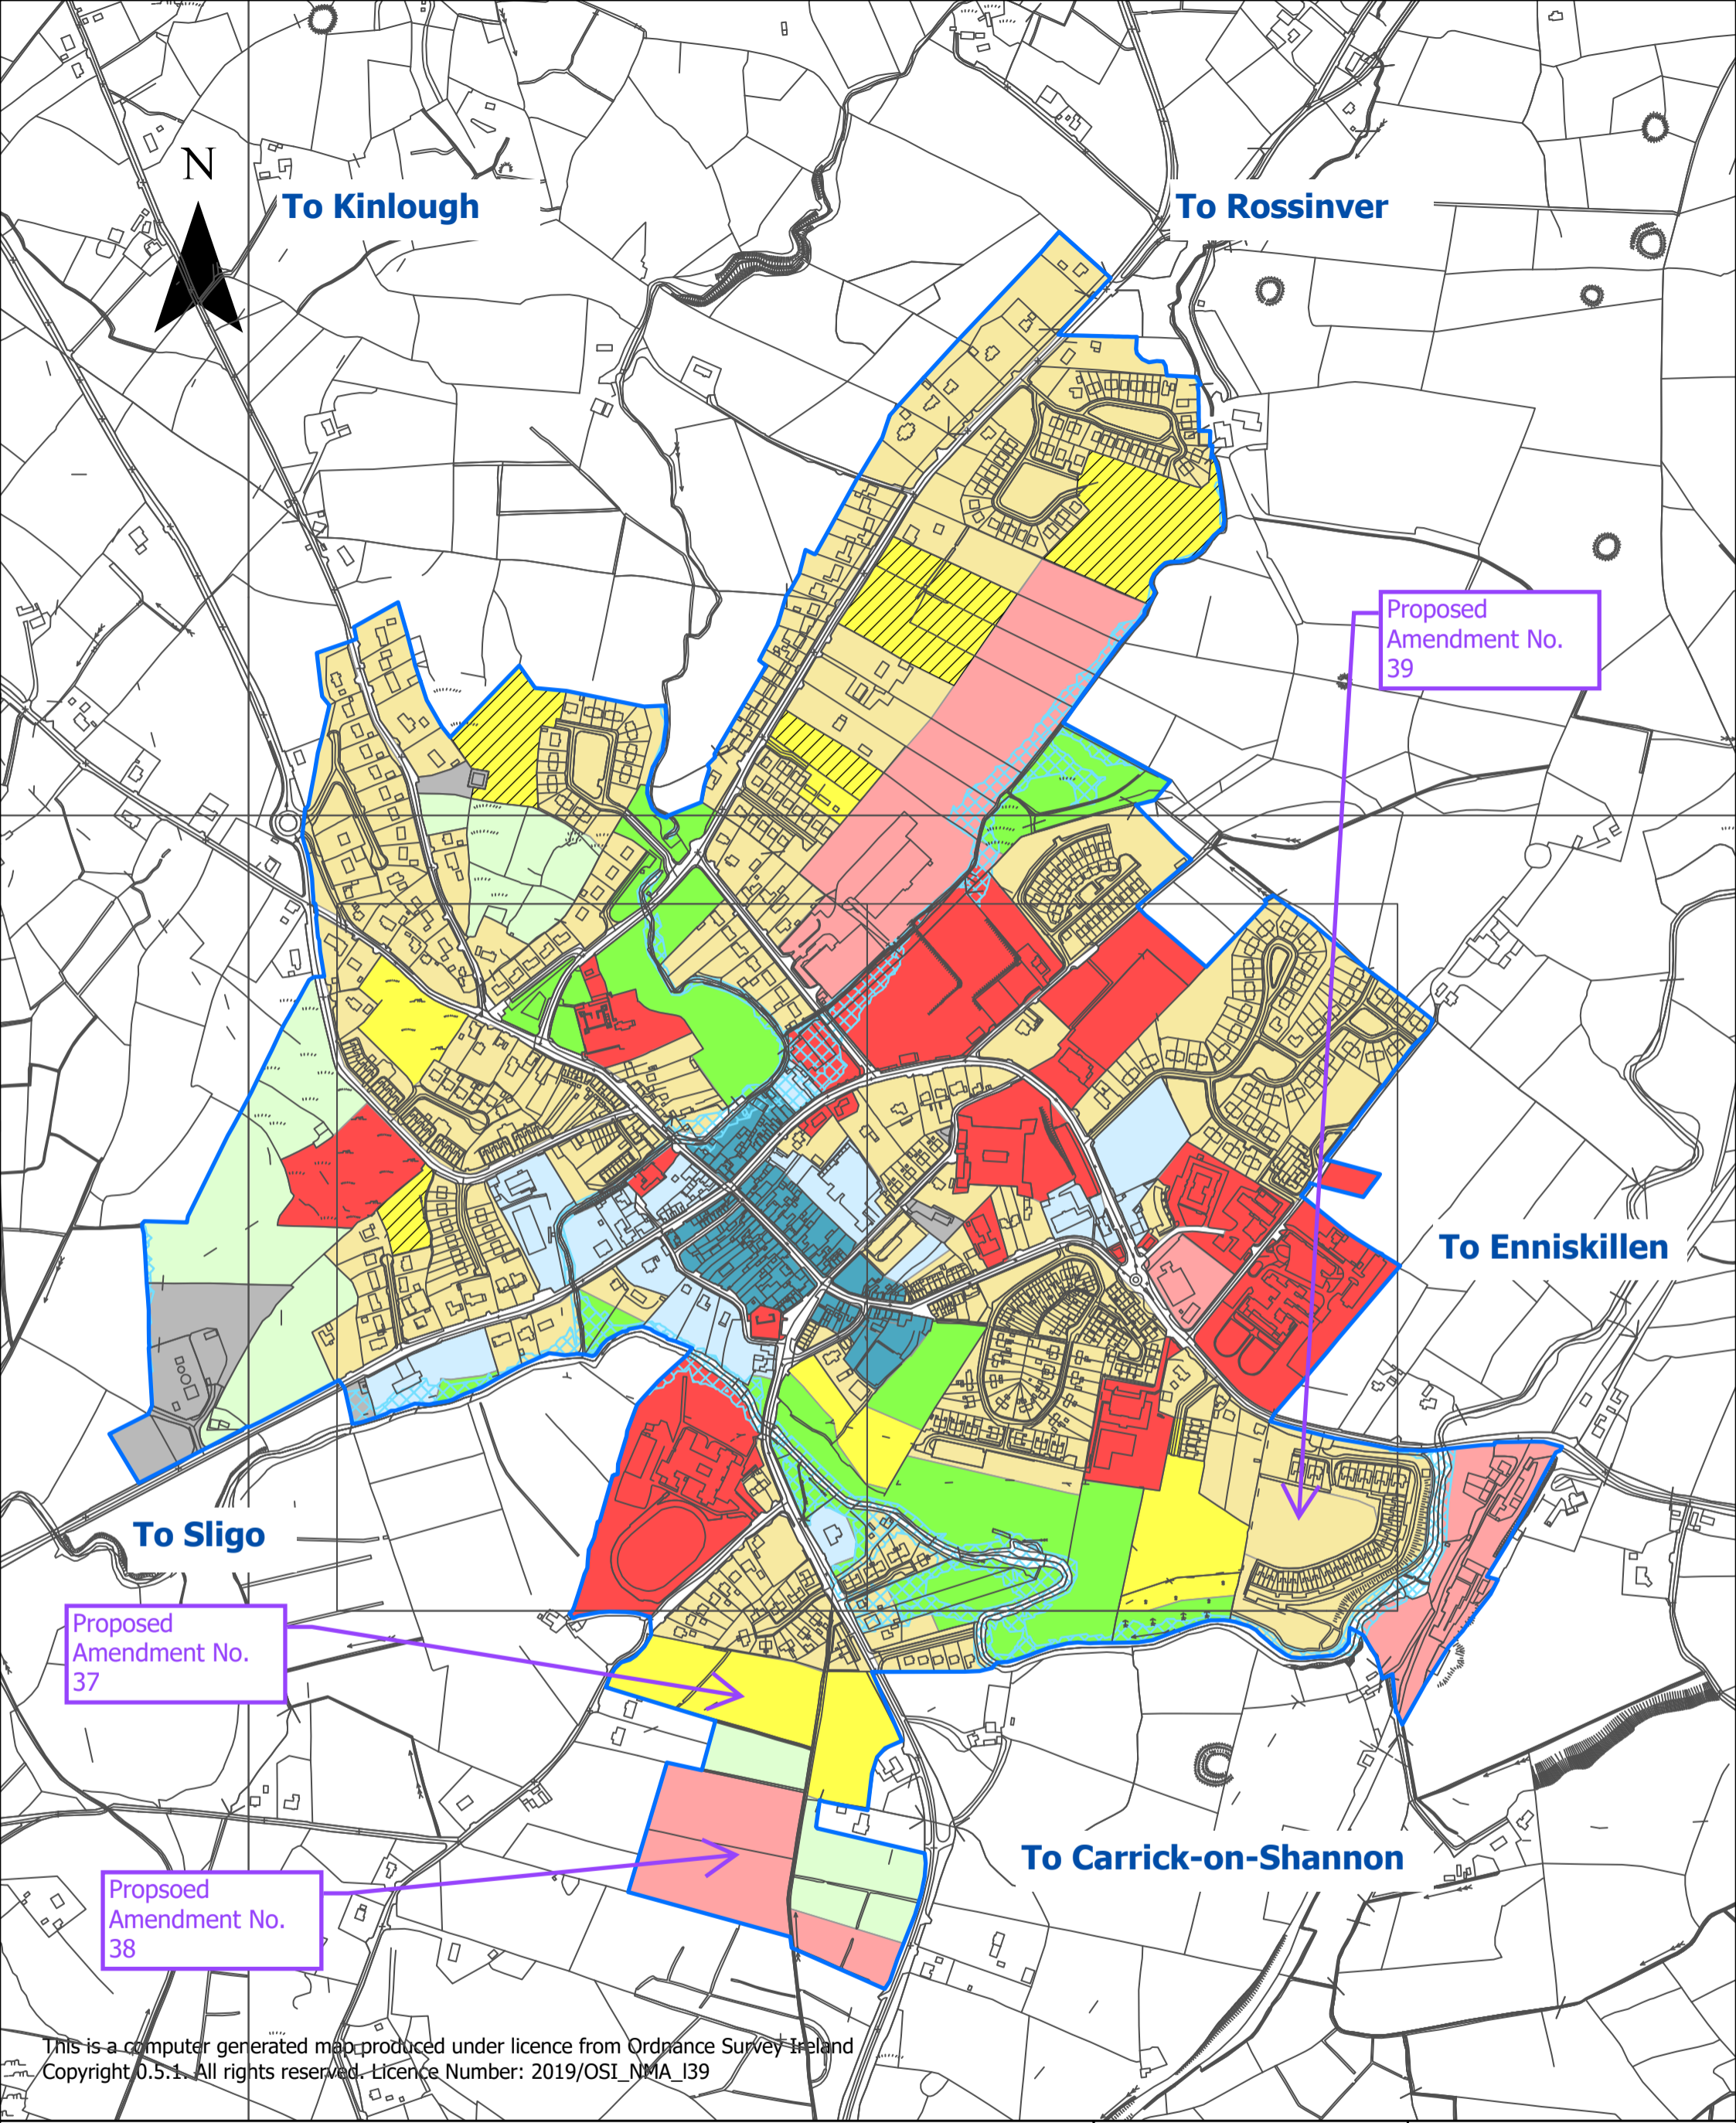 N
To Kinlough
To Rossinver
Proposed
Amendment No.
39
To Enniskillen
To Sligo
Proposed
Amendment No.
37
To Carrick-on-Shannon
Propsoed
Amendment No.
38
This is a computer generated map produced under licence from Ordnance Survey Ireland
Copyright 0.5.1. All rights reserved. Licence Number: 2019/OSI_NMA_l39